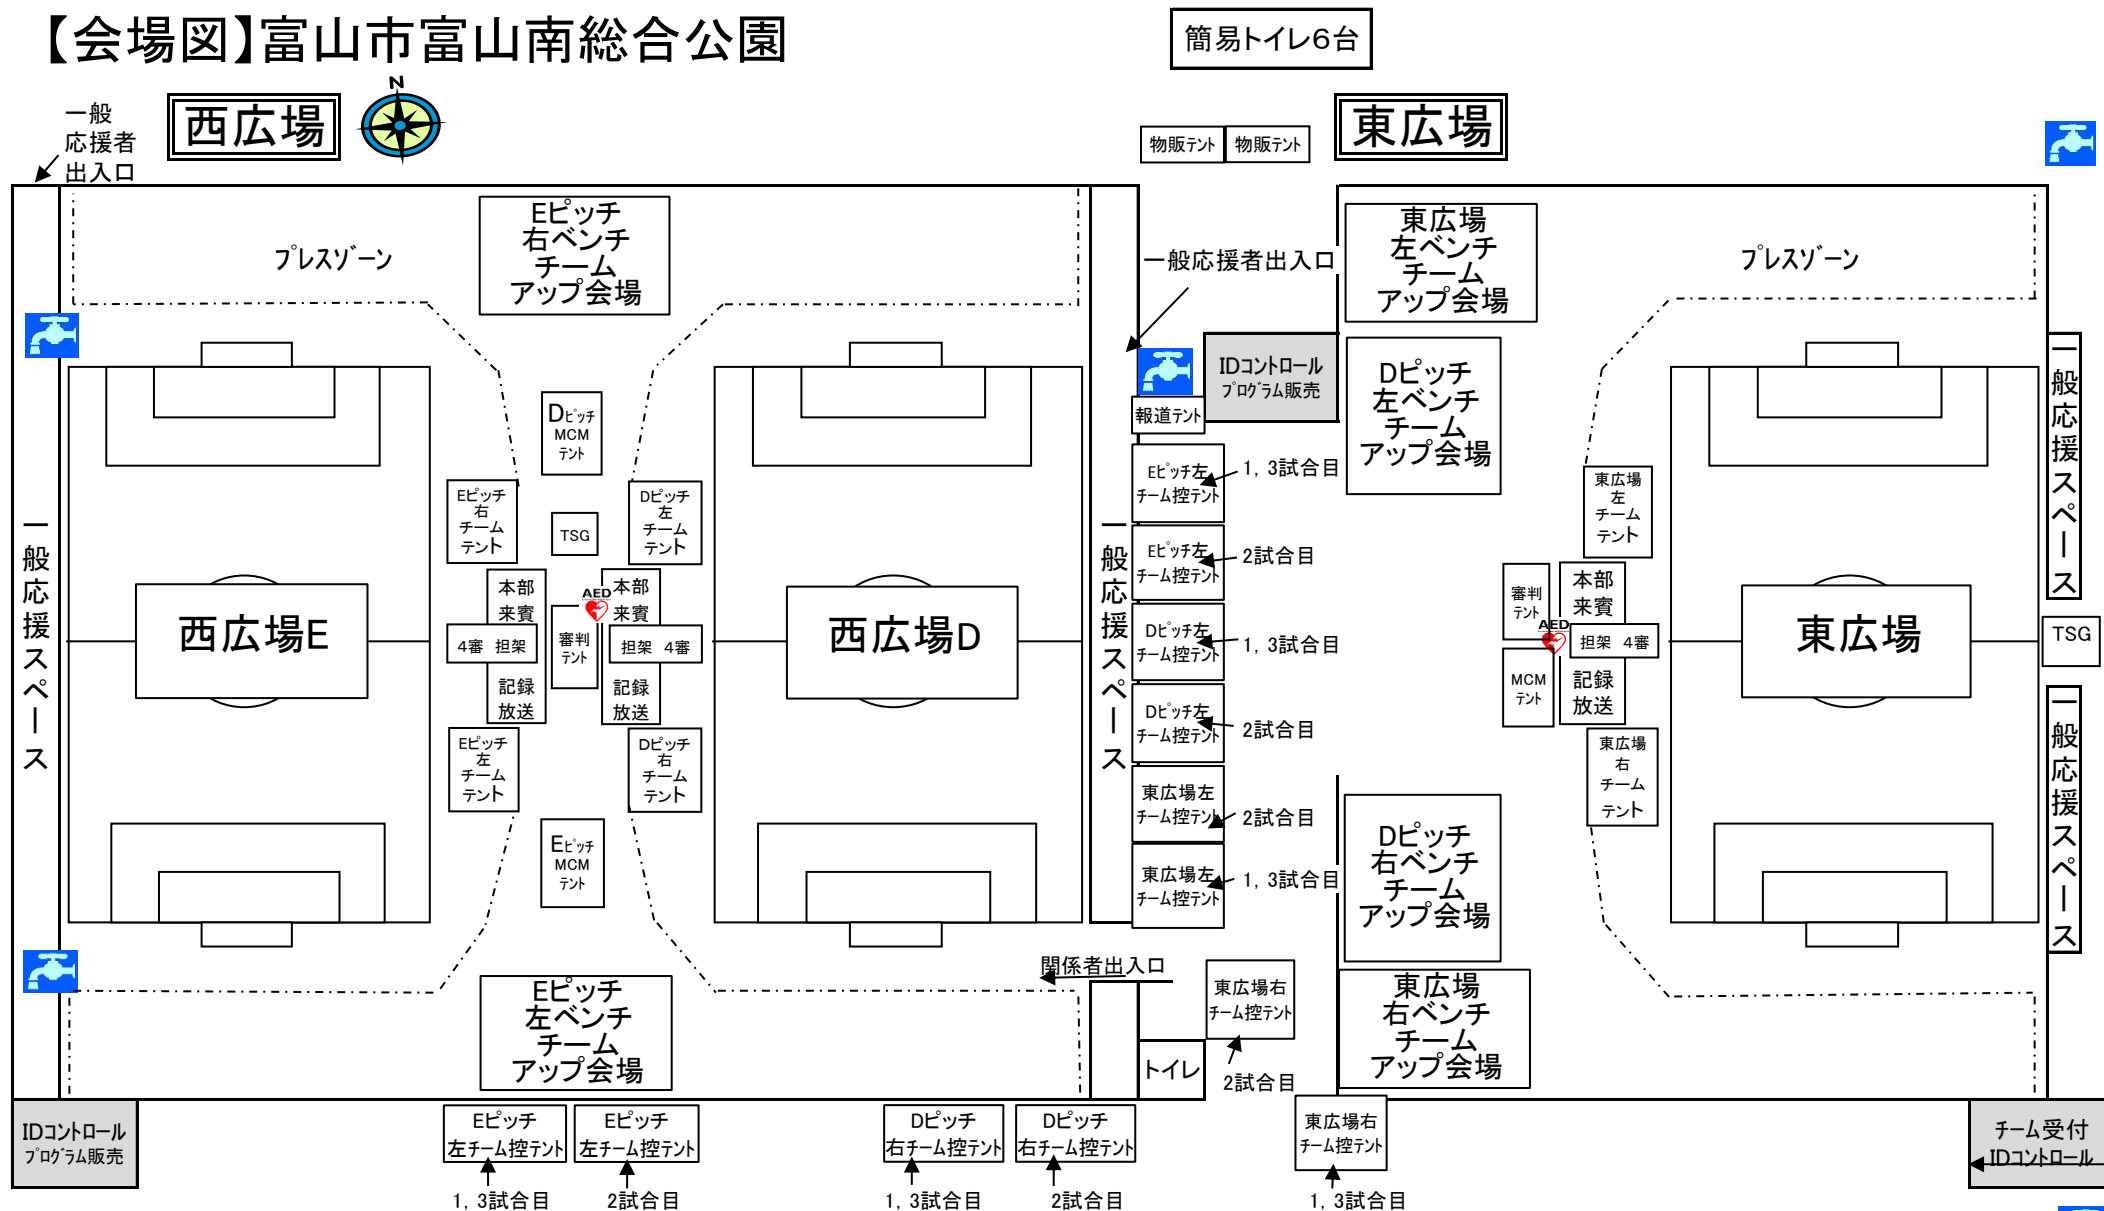 【会場図】富山市富山南総合公園
簡易トイレ6台
N
一般
応援者
出入口
西広場
物販テント
物販テント
東広場
プレスゾーン
Eピッチ
右ベンチ
チーム
アップ会場
一般応援者出入口
東広場
左ベンチ
チーム
アップ会場
プレスゾーン
IDコントロール
プログラム販売
Dピッチ
左ベンチ
チーム
アップ会場
報道テント
Dピッチ
MCM
テント
Eピッチ
右
チーム
テント
TSG
Dピッチ
左
チーム
テント
Eピッチ左
チーム控テント
1, 3試合目
Eピッチ左
チーム控テント
2試合目
Dピッチ左
チーム控テント
1, 3試合目
Dピッチ左
チーム控テント
2試合目
東広場左
チーム控テント
2試合目
東広場左
チーム控テント
1, 3試合目
東広場
左
チーム
テント
一般応援スペース
一般応援スペース
一般応援スペース
西広場E
本部
来賓
4審 担架
記録
放送
AED
審判
テント
本部
来賓
担架 4審
記録
放送
西広場D
審判
テント
AED
MCM
テント
本部
来賓
担架 4審
記録
放送
東広場
TSG
一般応援スペース
Eピッチ
左
チーム
テント
Dピッチ
右
チーム
テント
東広場
右
チーム
テント
Eピッチ
MCM
テント
Dピッチ
右ベンチ
チーム
アップ会場
関係者出入口
Eピッチ
左ベンチ
チーム
アップ会場
東広場右
チーム控テント
2試合目
東広場
右ベンチ
チーム
アップ会場
トイレ
IDコントロール
プログラム販売
Eピッチ
左チーム控テント
1, 3試合目
Eピッチ
左チーム控テント
2試合目
Dピッチ
右チーム控テント
1, 3試合目
Dピッチ
右チーム控テント
2試合目
東広場右
チーム控テント
1, 3試合目
チーム受付
IDコントロール